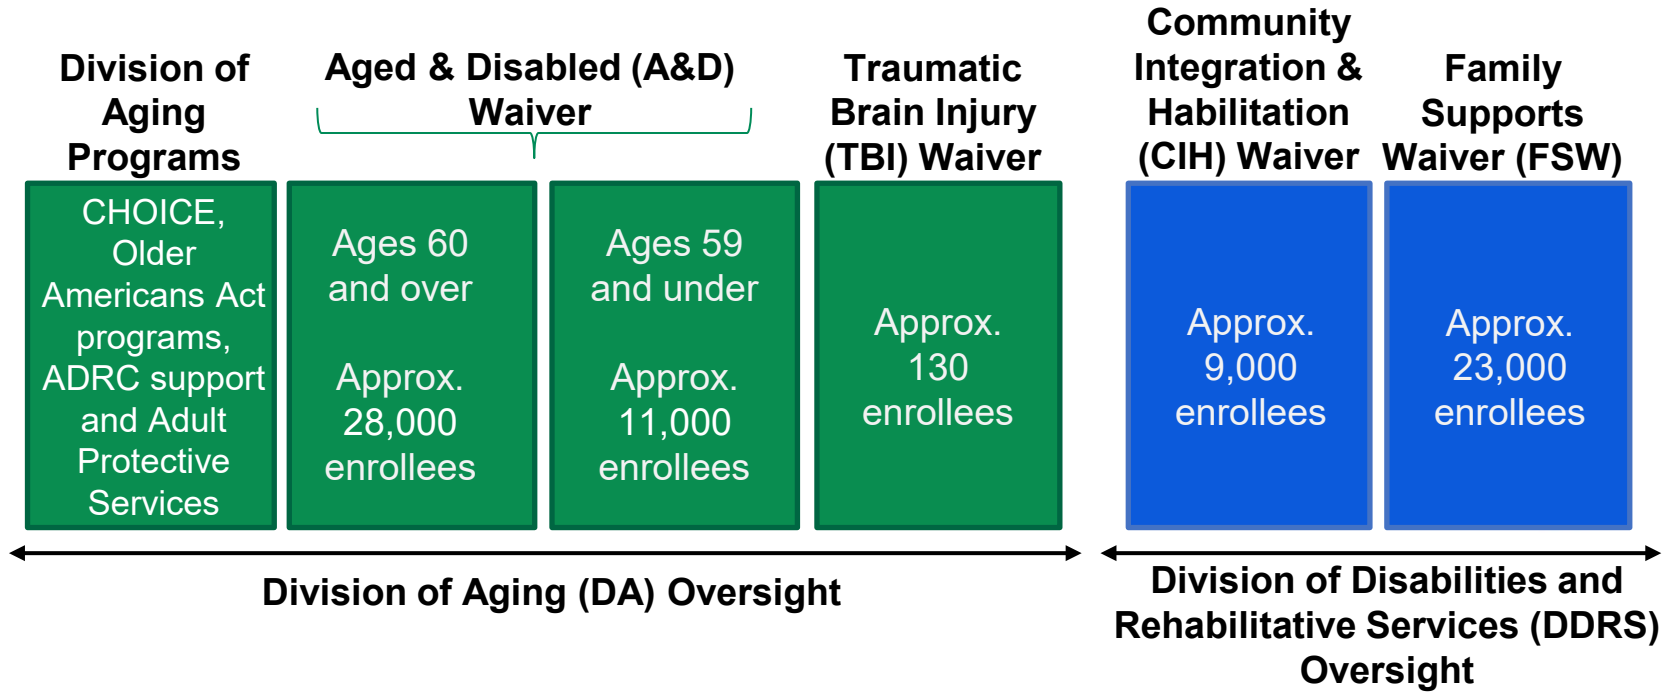 Division of
Aging
Programs
Aged & Disabled (A&D)
Waiver
Traumatic
Brain Injury
(TBI) Waiver
Community
Integration &
Habilitation
(CIH) Waiver
Family
Supports
Waiver (FSW)
CHOICE,
Older
Americans Act
programs,
ADRC support
and Adult
Protective
Services
Ages 60
and over
Approx.
28,000
enrollees
Ages 59
and under
Approx.
11,000
enrollees
Approx.
130
enrollees
Approx.
9,000
enrollees
Approx.
23,000
enrollees
Division of Aging (DA) Oversight
Division of Disabilities and
Rehabilitative Services (DDRS)
Oversight